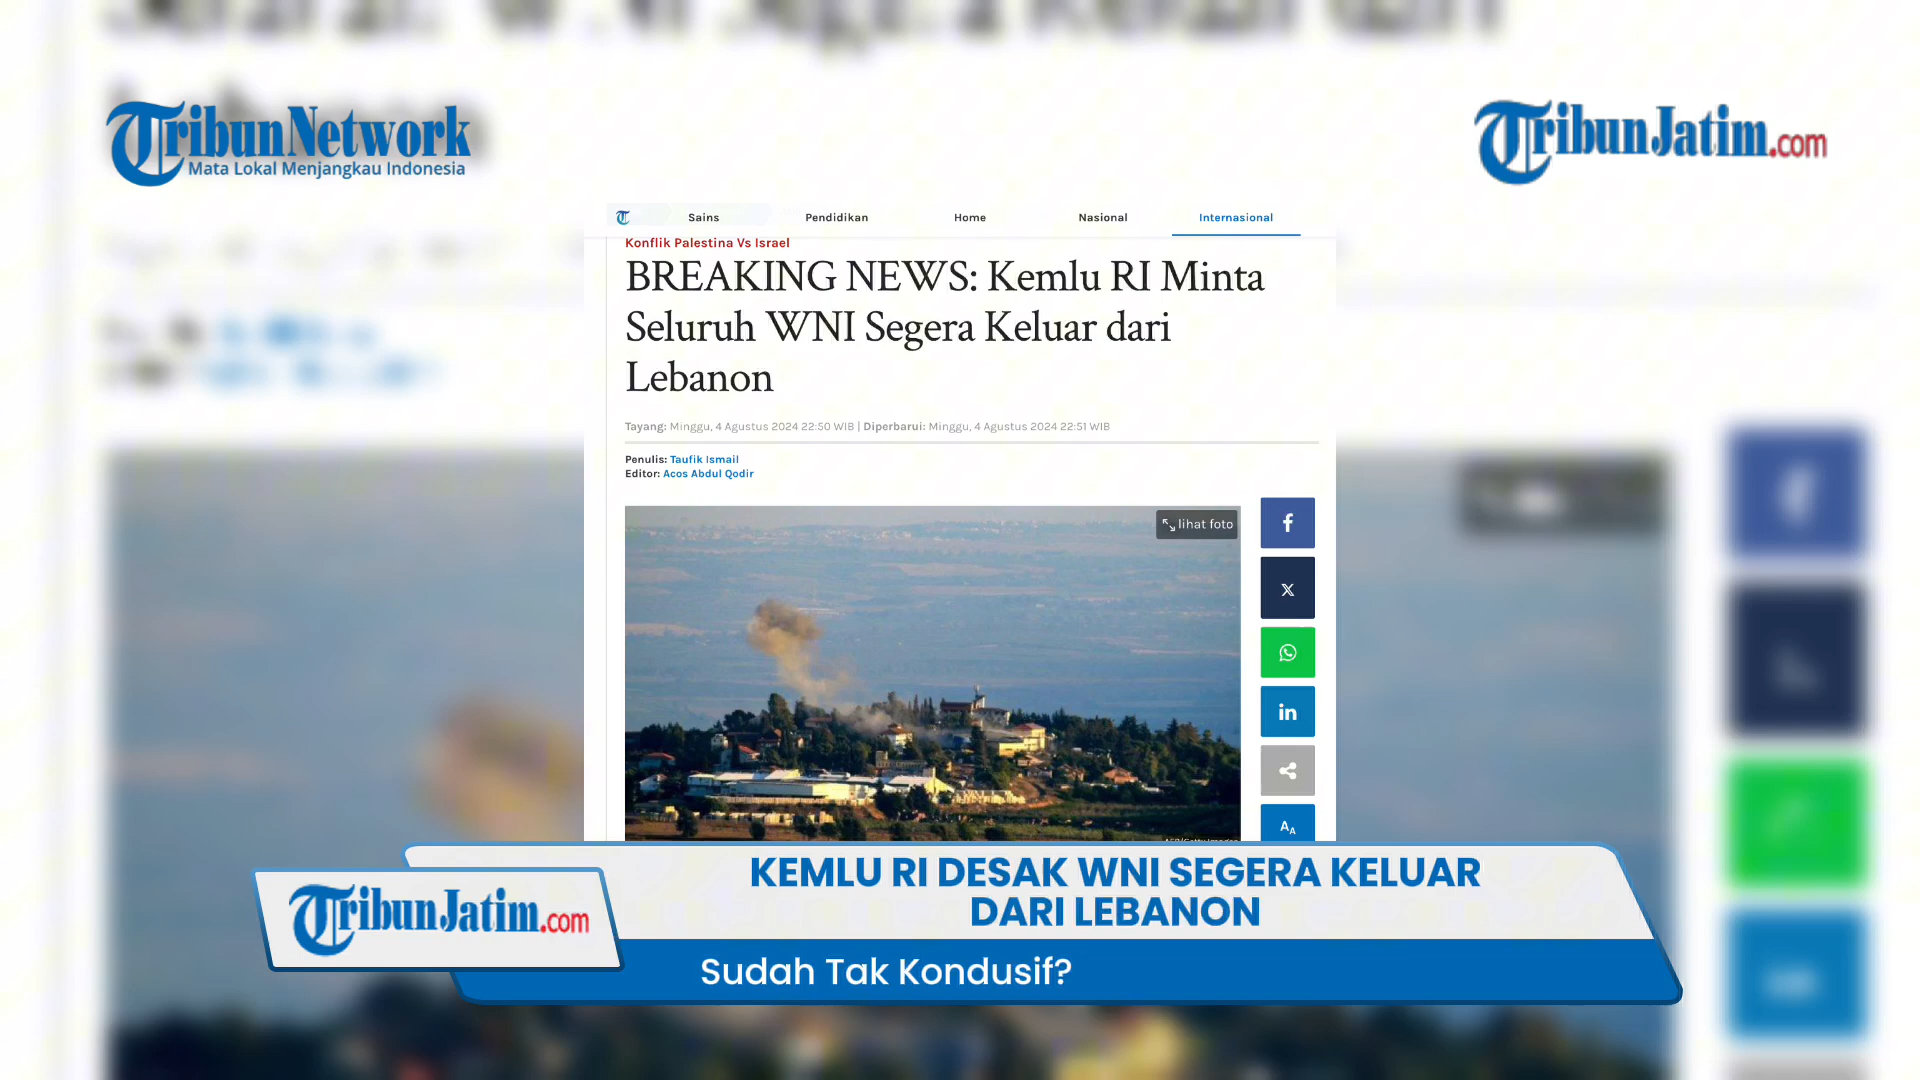 TribunNetwork
Mata Lokal Menjangkau Indonesia
TribunJatim.com
Sains Pendidikan Home Nasional Internasional
Konflik Palestina Vs Israel
BREAKING NEWS: Kemlu RI Minta
Seluruh WNI Segera Keluar dari
Lebanon
Tayang: Minggu, 4 Agustus 2024 22:50 WIB | Diperbarui: Minggu, 4 Agustus 2024 22:51 WIB
Penulis: Taufik Ismail
Editor: Acos Abdul Qodir
lihat foto
KEMLU RI DESAK WNI SEGERA KELUAR
DARI LEBANON
TribunJatim.com
Sudah Tak Kondusif?